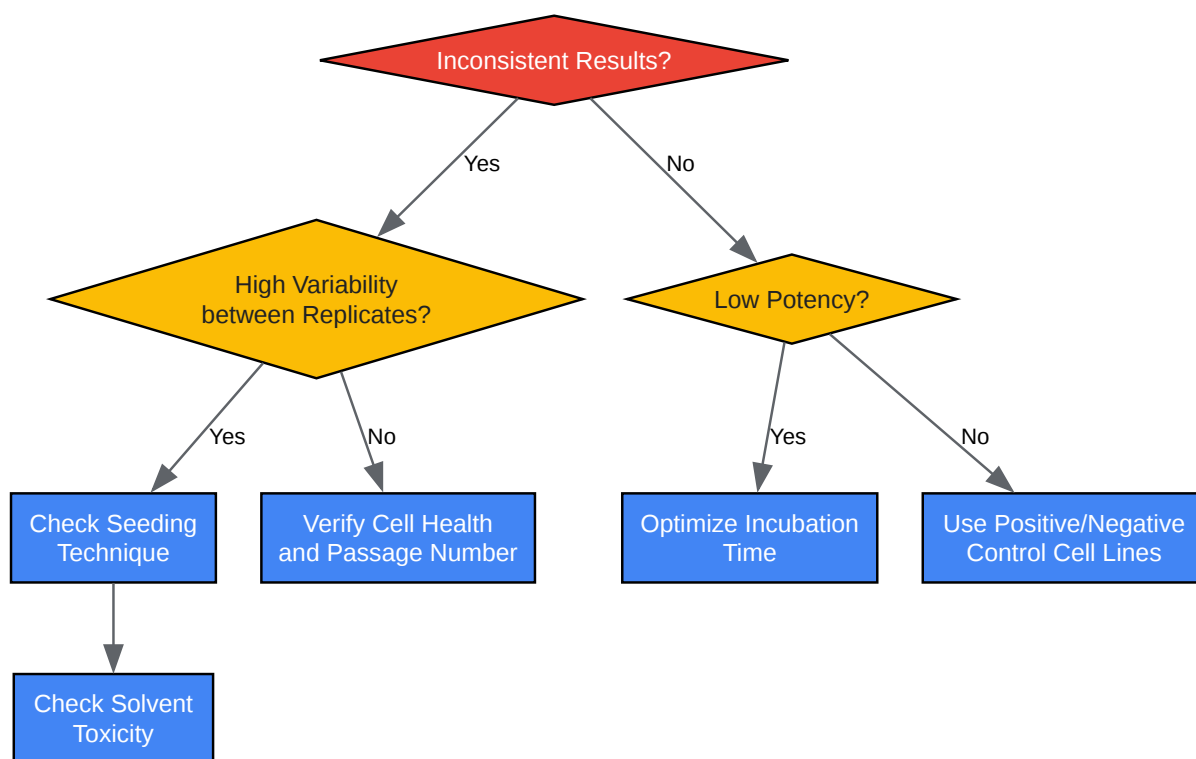 Inconsistent Results?
Yes
No
High Variability
between Replicates?
Low Potency?
Yes
No
Yes
No
Check Seeding
Technique
Verify Cell Health
and Passage Number
Optimize Incubation
Time
Use Positive/Negative
Control Cell Lines
Check Solvent
Toxicity